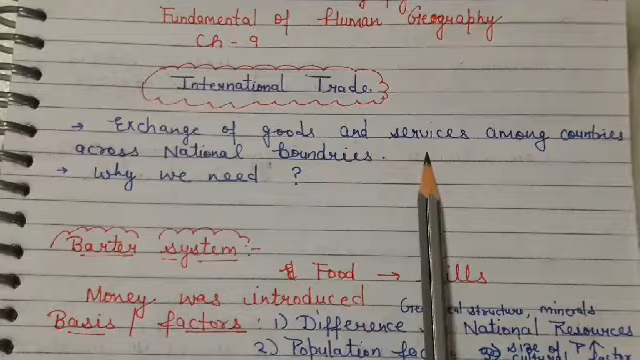 Fundamental of Human Geography
Ch - 9
International Trade
→ Exchange of goods and services among countries
across National boundries.
→ Why we need ?
Barter system :-
Food →
Money was introduced
structure, minerals
Basis / factors : 1) Difference National Resources
2) Population size of P↑